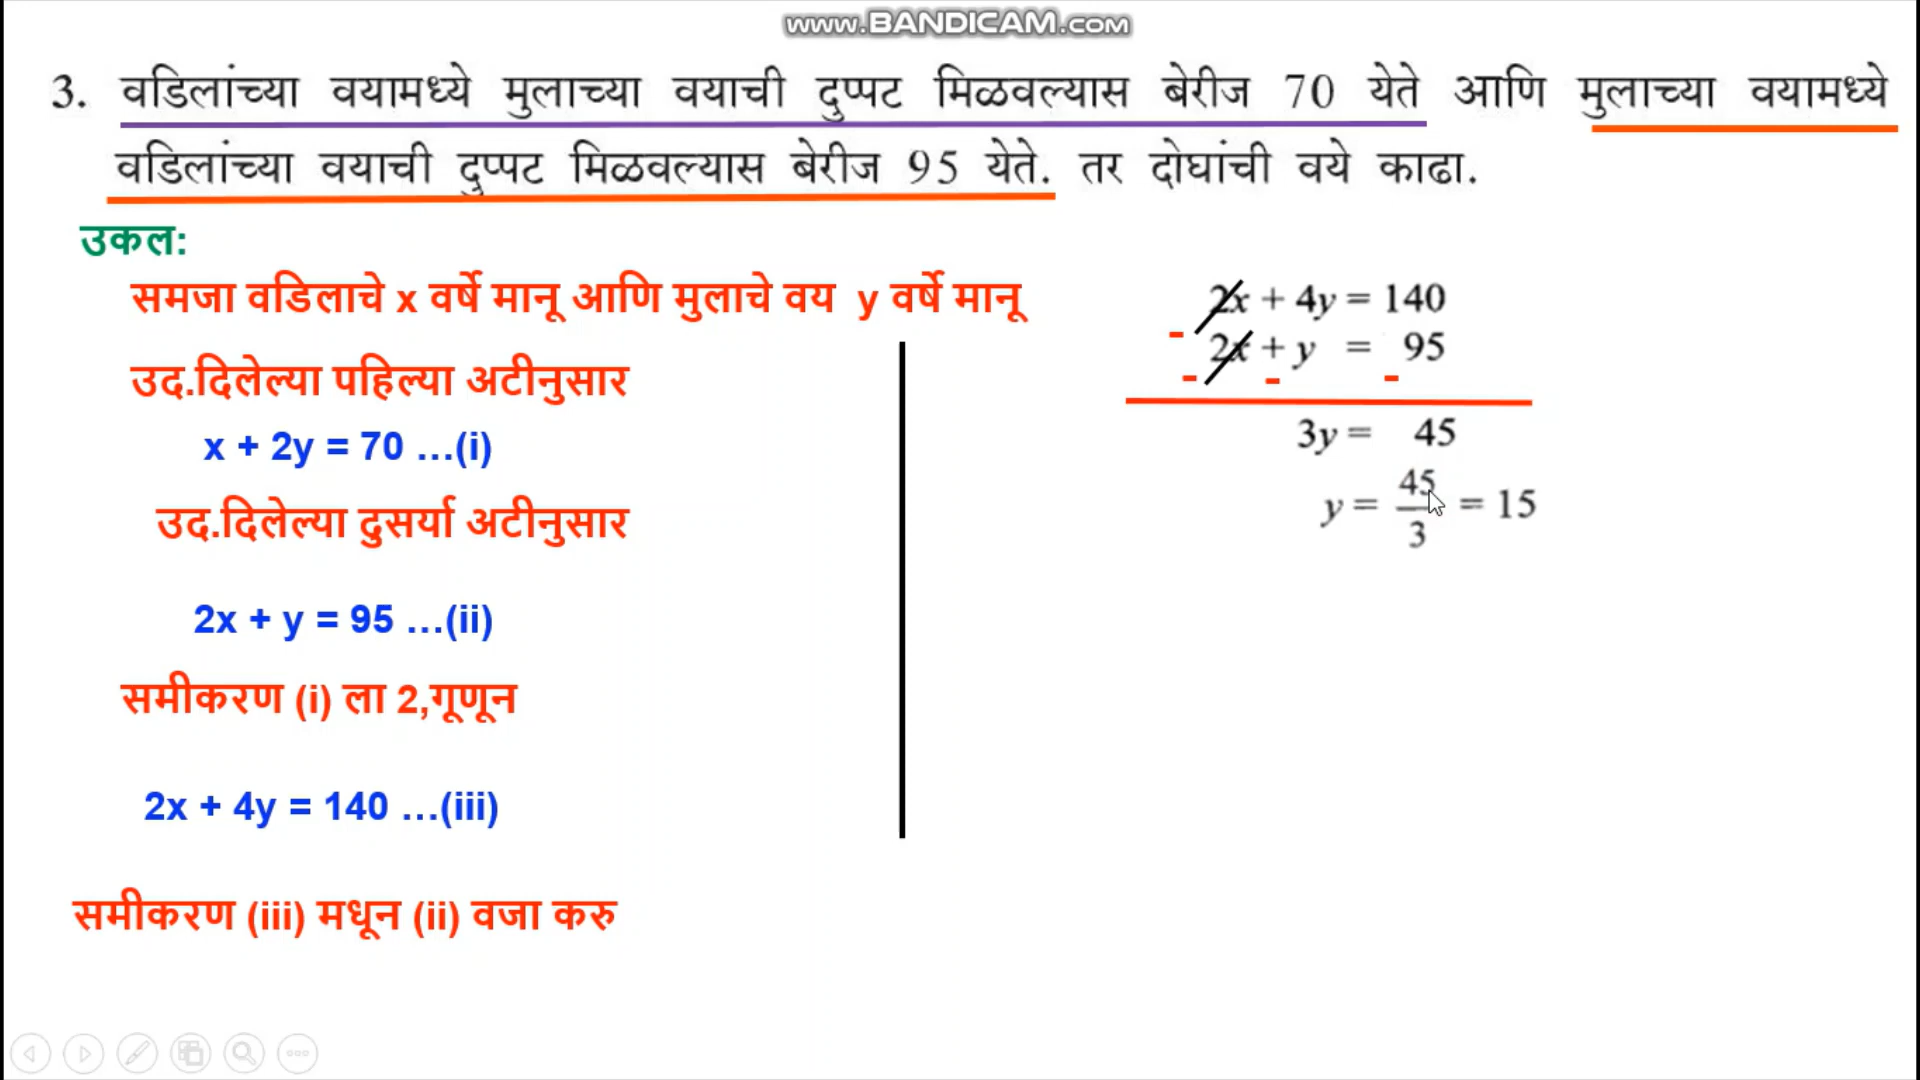 www.BANDICAM.com
3. वडिलांच्या वयामध्ये मुलाच्या वयाची दुप्पट मिळवल्यास बेरीज 70 येते आणि मुलाच्या वयामध्ये
वडिलांच्या वयाची दुप्पट मिळवल्यास बेरीज 95 येते. तर दोघांची वये काढा.
उकल:
समजा वडिलाचे x वर्षे मानू आणि मुलाचे वय y वर्षे मानू
उद.दिलेल्या पहिल्या अटीनुसार
x + 2y = 70 ...(i)
उद.दिलेल्या दुसर्या अटीनुसार
2x + y = 95 ...(ii)
समीकरण (i) ला 2,गूणून
2x + 4y = 140 ...(iii)
समीकरण (iii) मधून (ii) वजा करु
2x + 4y = 140
- 2x + y = 95
- - -
3y = 45
y = 45/3 = 15